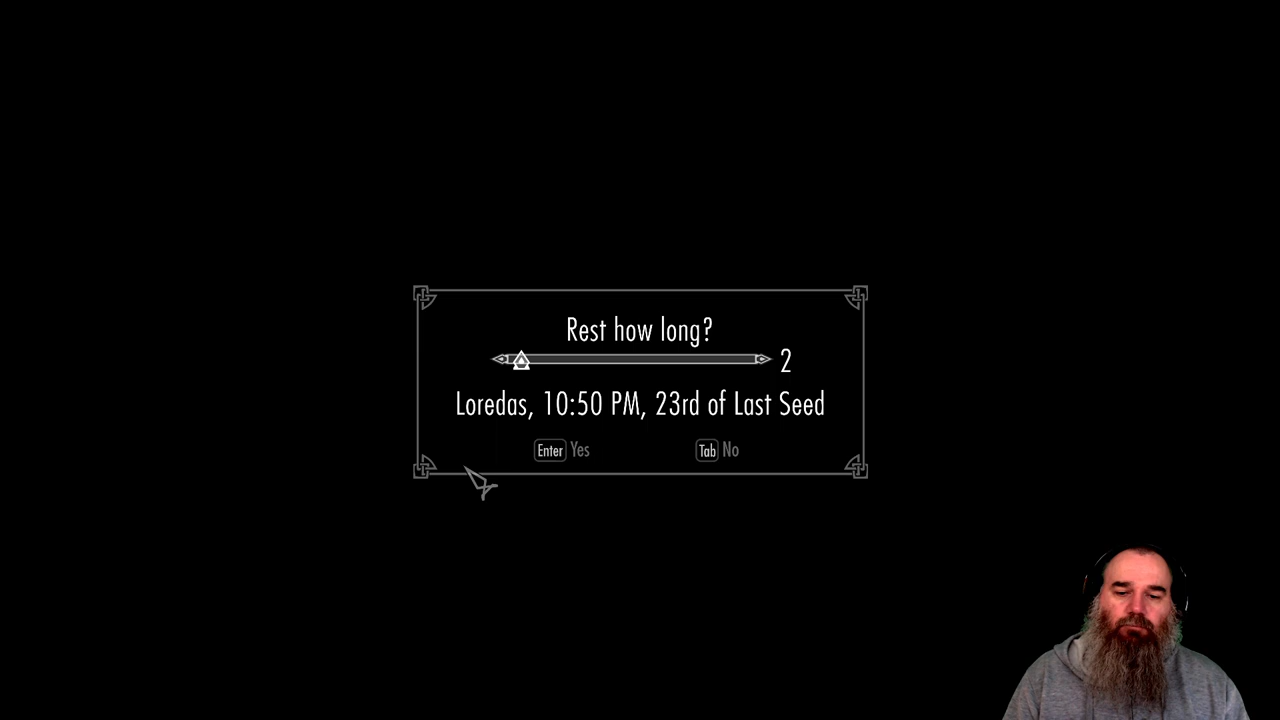 Rest how long?
2
Loredas, 10:50 PM, 23rd of Last Seed
Enter Yes Tab No